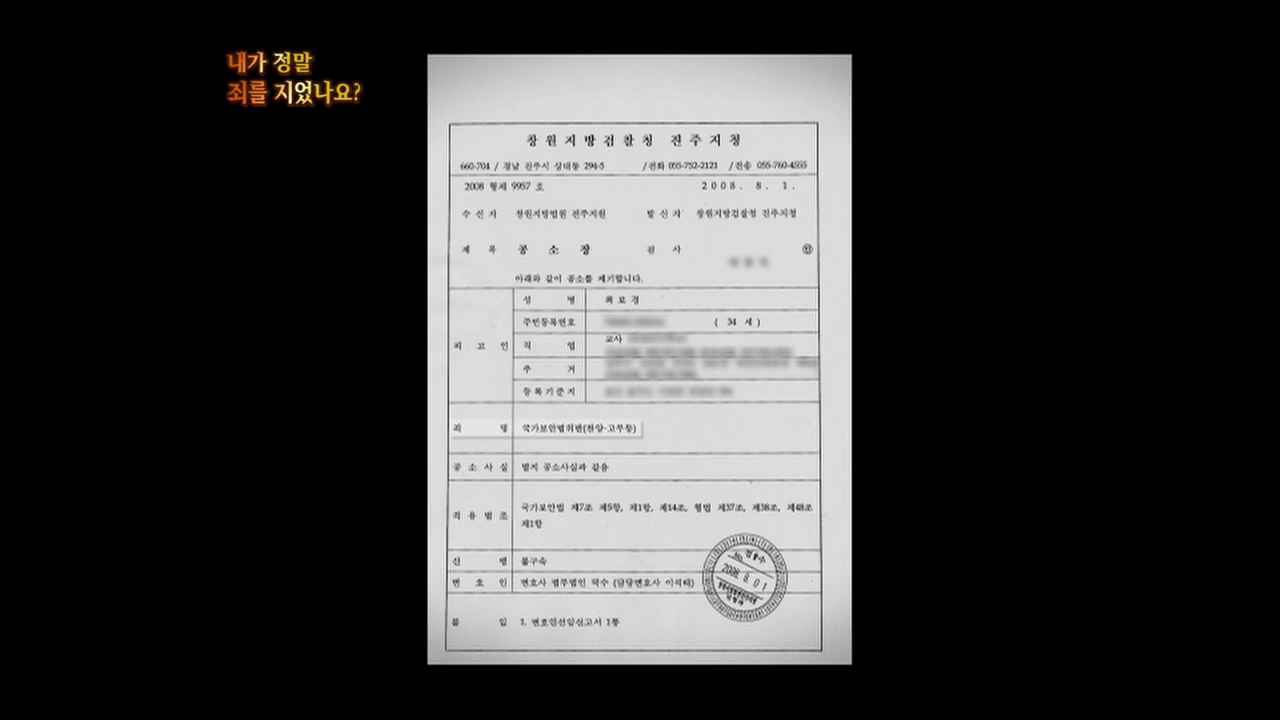 내가 정말
죄를 지었나요?
창원지방검찰청 진주지청
660-704 / 경남 진주시 상대동 294-5 /전화 055-752-2121 /전송 055-760-4555
2008 형제 9957 호 2008. 8. 1.
수 신 자 창원지방법원 진주지원 발 신 자 창원지방검찰청 진주지청
제 목 공 소 장 검 사 ㊞
아래와 같이 공소를 제기합니다.
피 고 인
성 명 최보경
주민등록번호 ( 34 세 )
직 업 교사
주 거
등록기준지
죄 명 국가보안법위반(찬양·고무등)
공소사실 별지 공소사실과 같음
적용법조 국가보안법 제7조 제5항, 제1항, 제14조, 형법 제37조, 제38조, 제48조
제1항
신 병 불구속
변 호 인 변호사 법무법인 덕수 (담당변호사 이석태)
접수
No.
2008. 8. 01
붙 임 1. 변호인선임신고서 1통